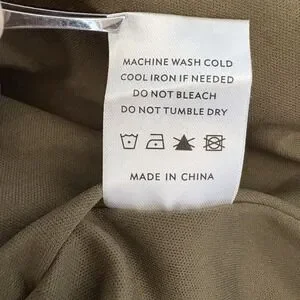 MACHINE WASH COLD
COOL IRON IF NEEDED
DO NOT BLEACH
DO NOT TUMBLE DRY
MADE IN CHINA